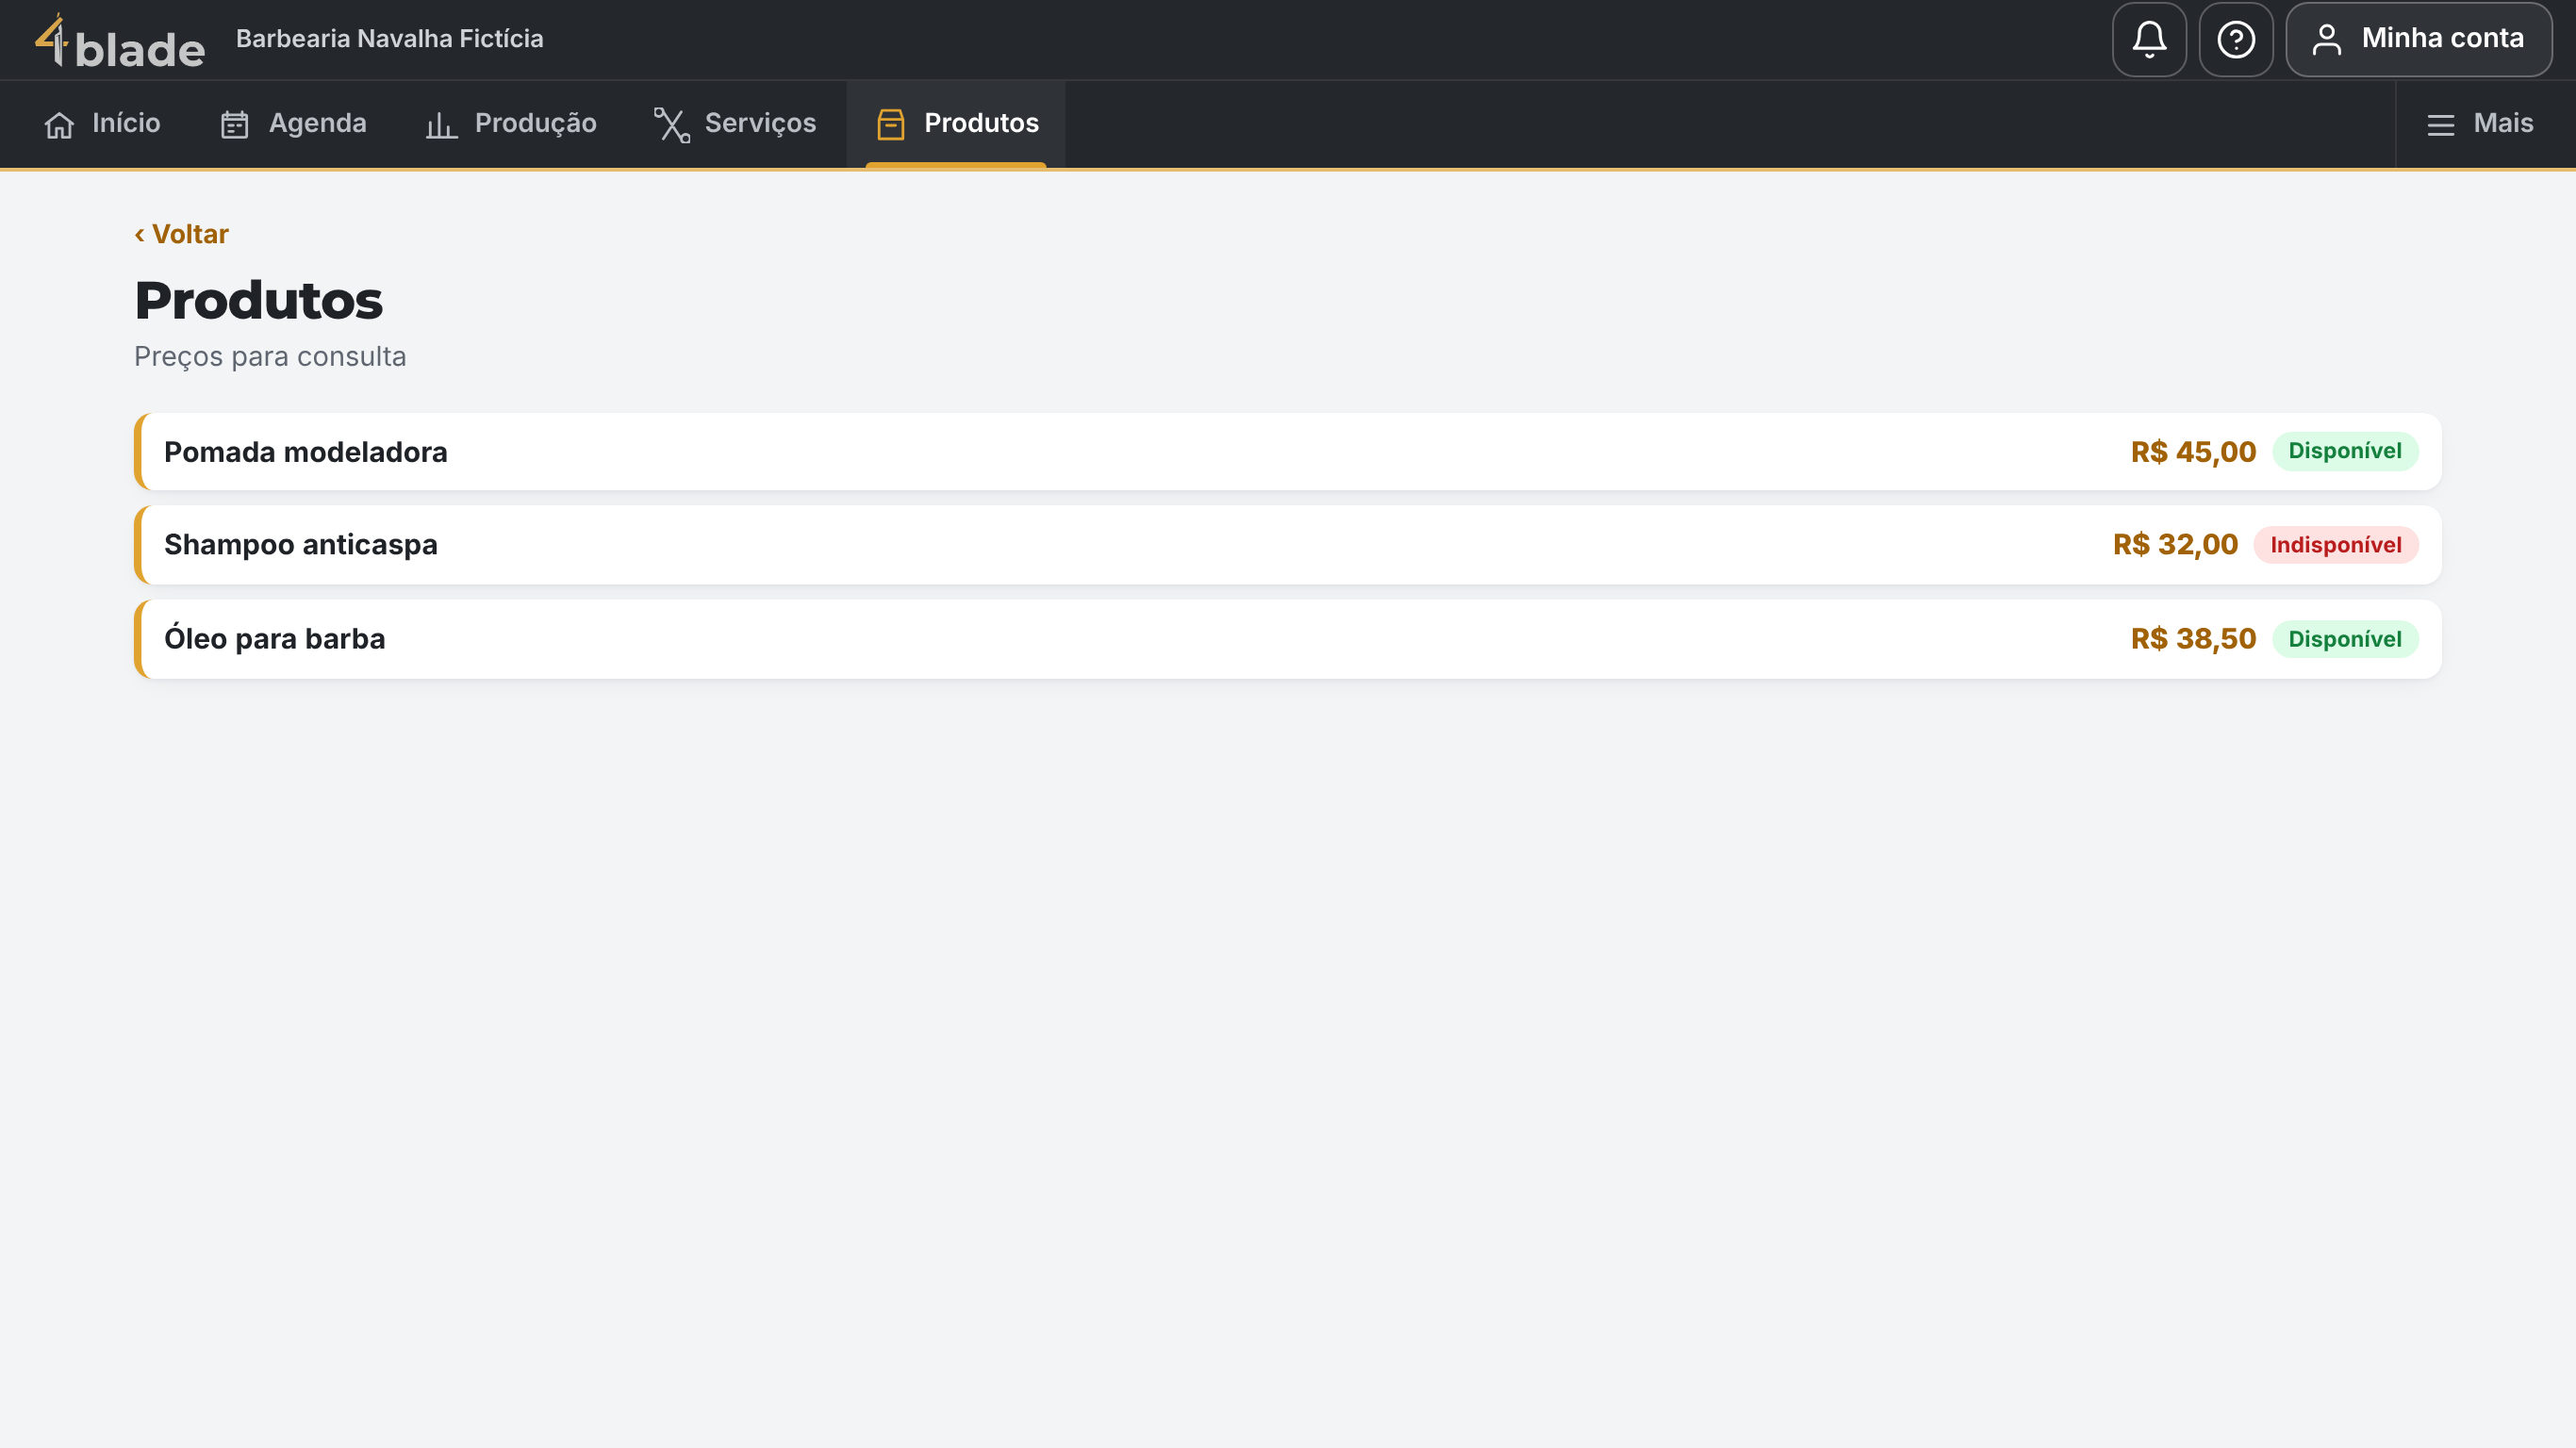 4blade Barbearia Navalha Fictícia Minha conta
Início Agenda Produção Serviços Produtos Mais
‹ Voltar
Produtos
Preços para consulta
Pomada modeladora R$ 45,00 Disponível
Shampoo anticaspa R$ 32,00 Indisponível
Óleo para barba R$ 38,50 Disponível